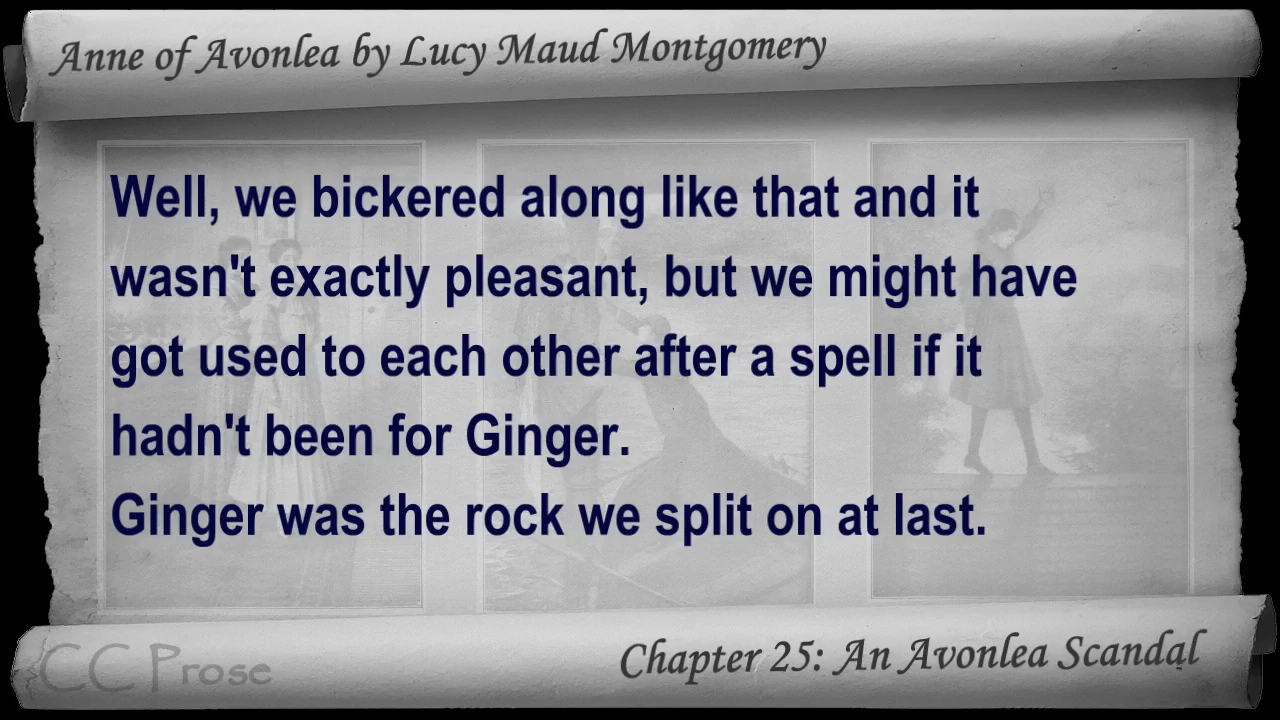 Anne of Avonlea by Lucy Maud Montgomery
Well, we bickered along like that and it
wasn't exactly pleasant, but we might have
got used to each other after a spell if it
hadn't been for Ginger.
Ginger was the rock we split on at last.
CC Prose
Chapter 25: An Avonlea Scandal